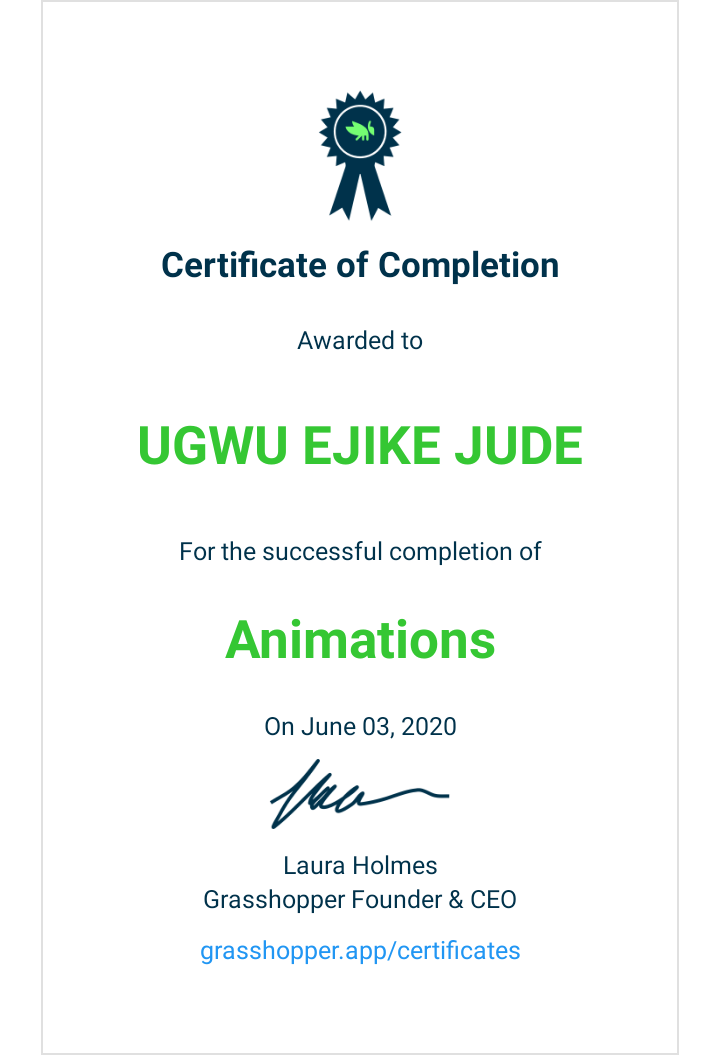 Certificate of Completion
Awarded to
UGWU EJIKE JUDE
For the successful completion of
Animations
On June 03, 2020
Laura Holmes
Grasshopper Founder & CEO
grasshopper.app/certificates